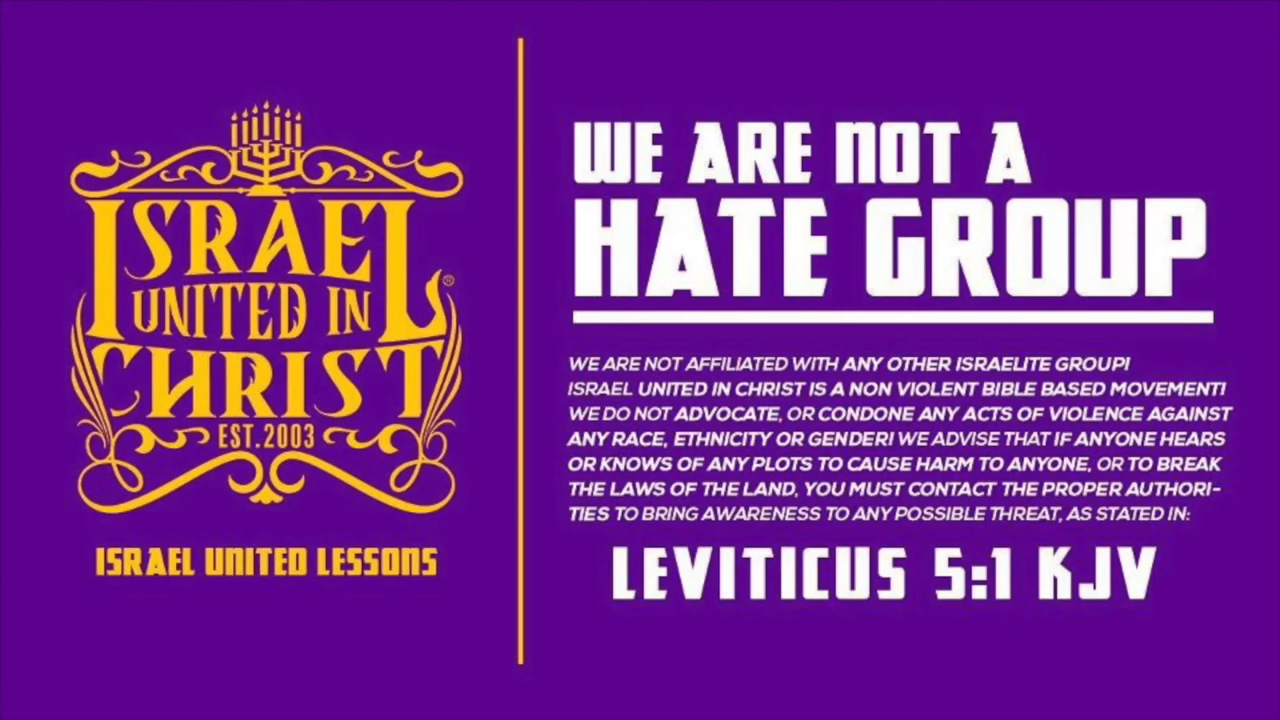 ISRAEL
UNITED IN
CHRIST
®
EST.2003
ISRAEL UNITED LESSONS
WE ARE NOT A
HATE GROUP
WE ARE NOT AFFILIATED WITH ANY OTHER ISRAELITE GROUP!
ISRAEL UNITED IN CHRIST IS A NON VIOLENT BIBLE BASED MOVEMENT!
WE DO NOT ADVOCATE, OR CONDONE ANY ACTS OF VIOLENCE AGAINST
ANY RACE, ETHNICITY OR GENDER! WE ADVISE THAT IF ANYONE HEARS
OR KNOWS OF ANY PLOTS TO CAUSE HARM TO ANYONE, OR TO BREAK
THE LAWS OF THE LAND, YOU MUST CONTACT THE PROPER AUTHORI-
TIES TO BRING AWARENESS TO ANY POSSIBLE THREAT, AS STATED IN:
LEVITICUS 5:1 KJV